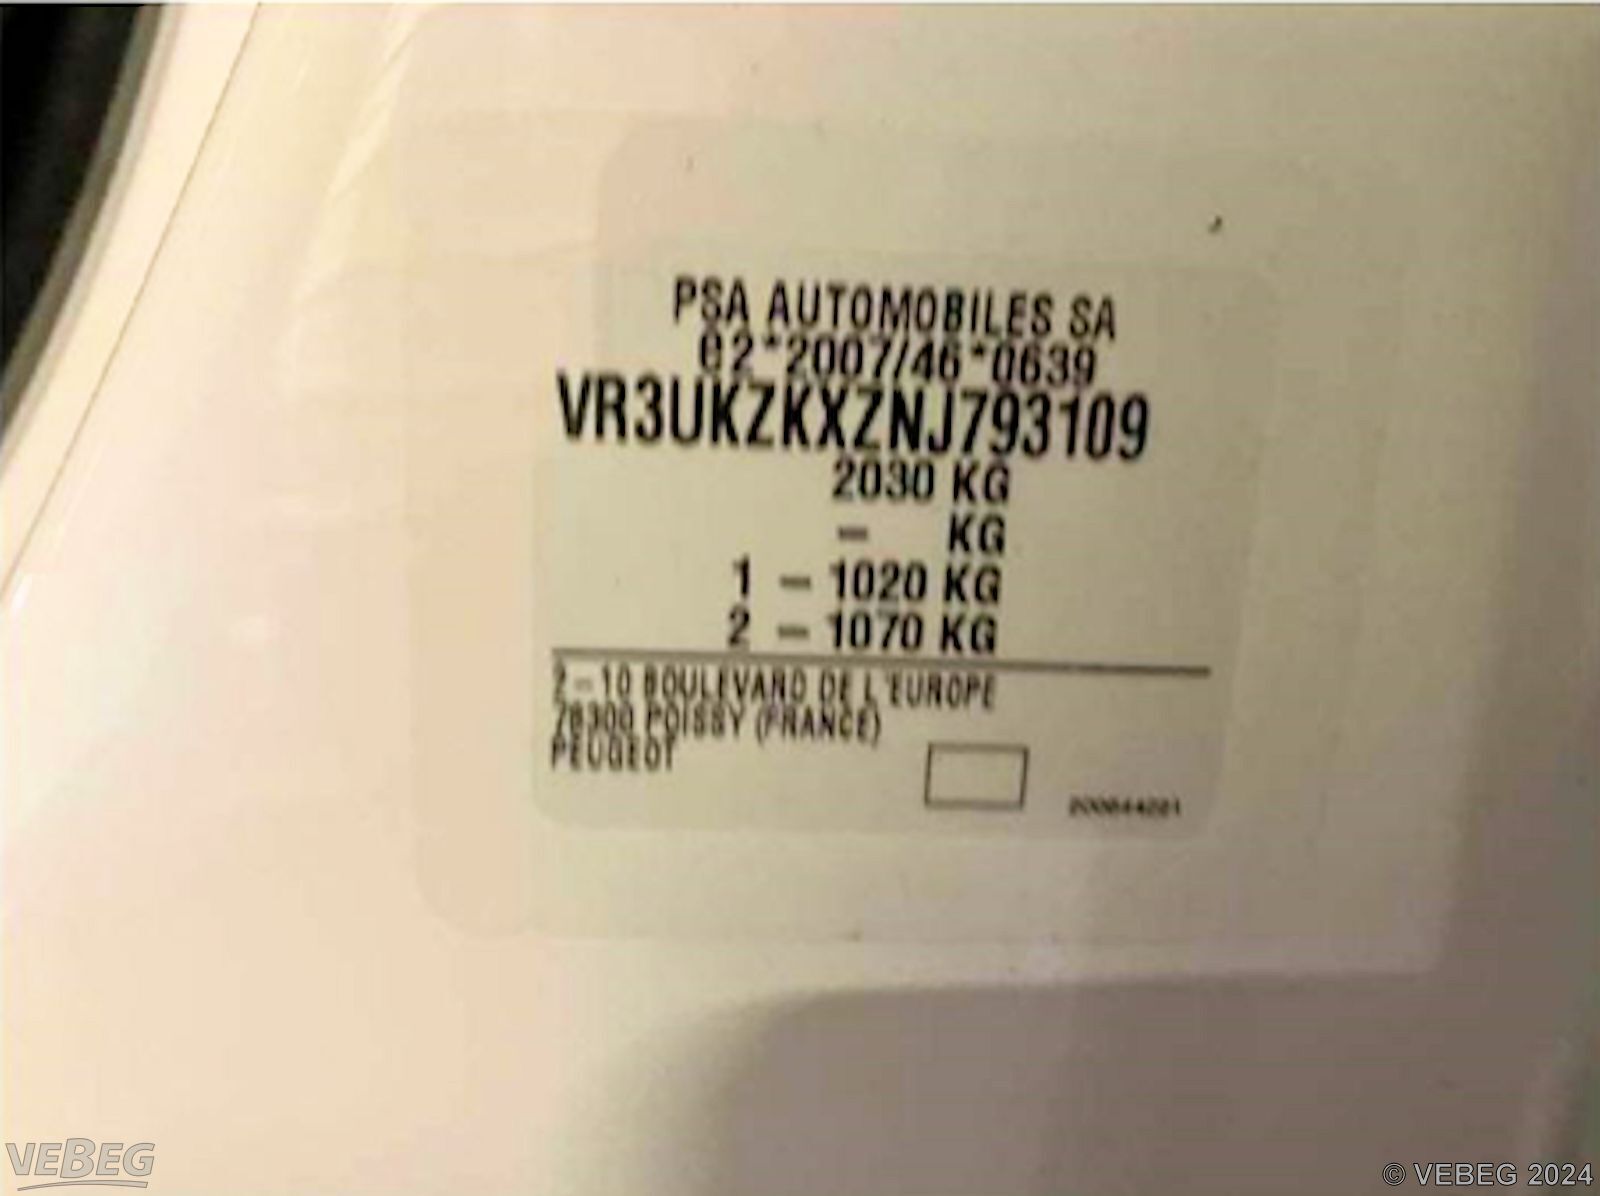 PSA AUTOMOBILES SA
e2*2007/46*0639
VR3UKZKXZNJ793109
2030 KG
- KG
1 - 1020 KG
2 - 1070 KG
2-10 BOULEVARD DE L'EUROPE
78300 POISSY (FRANCE)
PEUGEOT
VEBEG
© VEBEG 2024